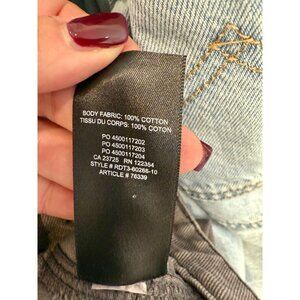 BODY FABRIC: 100% COTTON
TISSU DU CORPS: 100% COTON
PO 4500117202
PO 4500117203
PO 4500117204
CA 23725 RN 122354
STYLE # RDT3-60266-10
ARTICLE # 76339